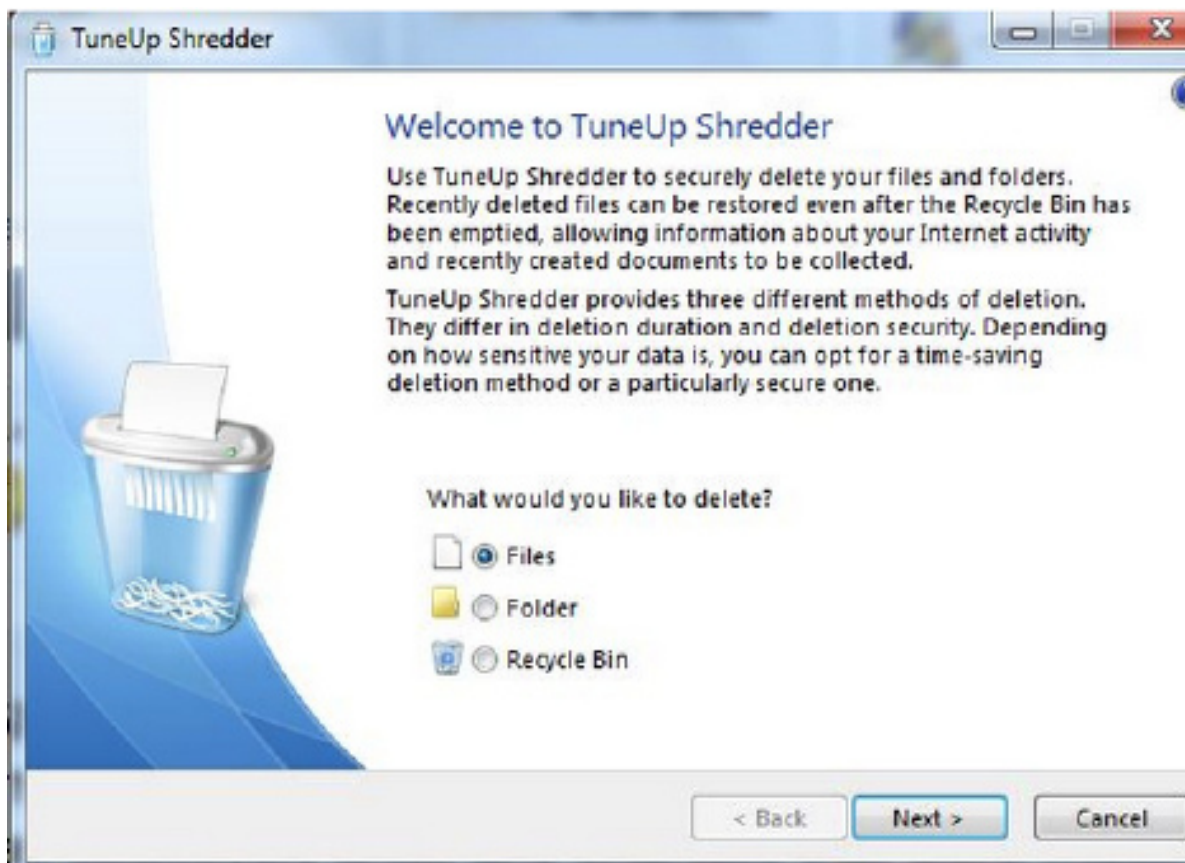 TuneUp Shredder
Welcome to TuneUp Shredder
Use TuneUp Shredder to securely delete your files and folders.
Recently deleted files can be restored even after the Recycle Bin has
been emptied, allowing information about your Internet activity
and recently created documents to be collected.
TuneUp Shredder provides three different methods of deletion.
They differ in deletion duration and deletion security. Depending
on how sensitive your data is, you can opt for a time-saving
deletion method or a particularly secure one.
What would you like to delete?
Files
Folder
Recycle Bin
< Back Next > Cancel